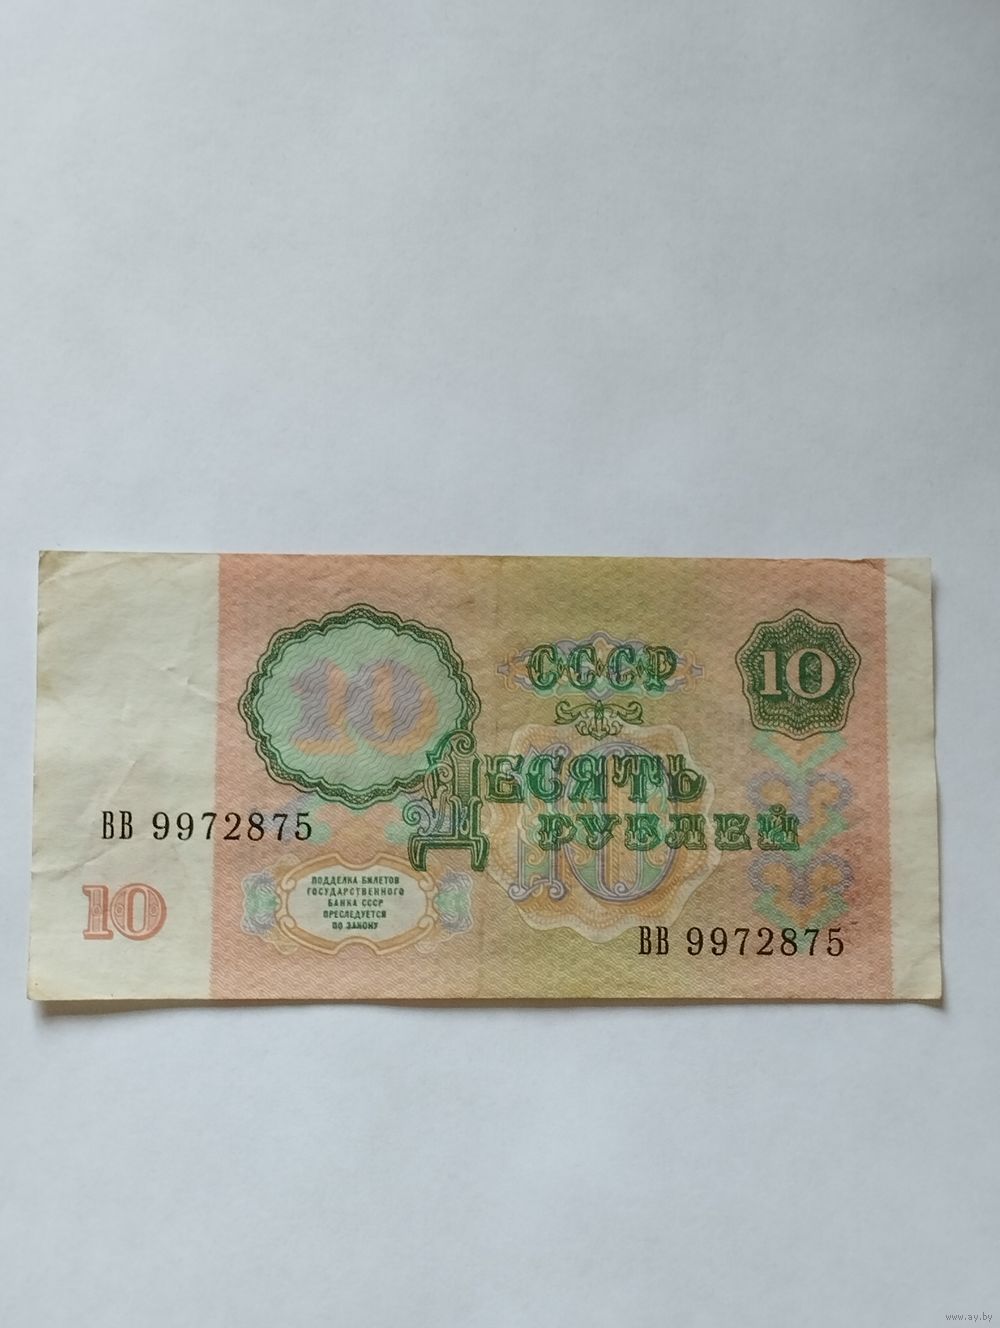 10
СССР
10
ДЕСЯТЬ
РУБЛЕЙ
10
ВВ 9972875
10
ПОДДЕЛКА БИЛЕТОВ
ГОСУДАРСТВЕННОГО
БАНКА СССР
ПРЕСЛЕДУЕТСЯ
ПО ЗАКОНУ
ВВ 9972875
www.ay.by